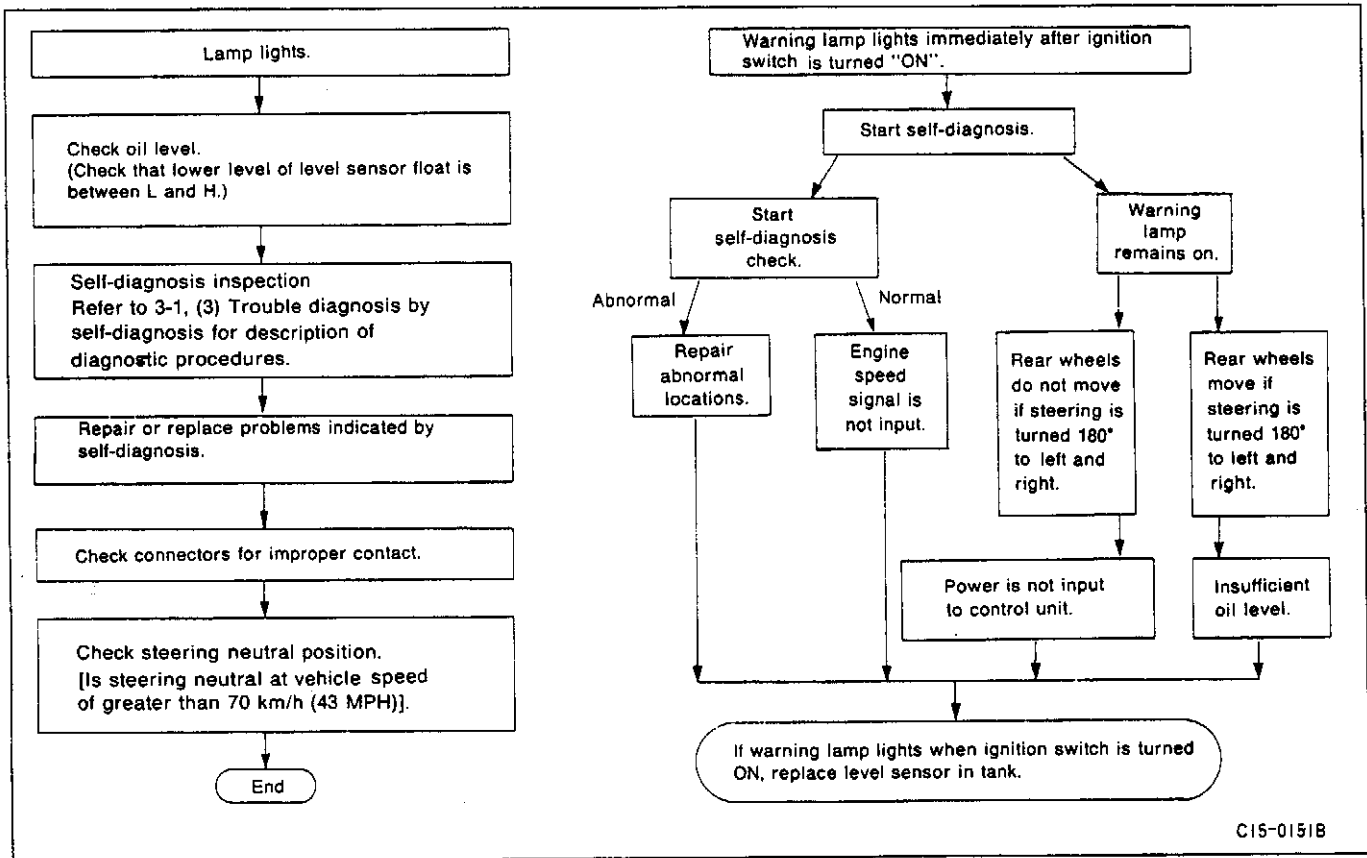 Lamp lights.
Check oil level.
(Check that lower level of level sensor float is
between L and H.)
Self-diagnosis inspection
Refer to 3-1, (3) Trouble diagnosis by
self-diagnosis for description of
diagnostic procedures.
Repair or replace problems indicated by
self-diagnosis.
Check connectors for improper contact.
Check steering neutral position.
[Is steering neutral at vehicle speed
of greater than 70 km/h (43 MPH)].
End
Warning lamp lights immediately after ignition
switch is turned "ON".
Start self-diagnosis.
Start
self-diagnosis
check.
Warning
lamp
remains on.
Abnormal
Normal
Repair
abnormal
locations.
Engine
speed
signal is
not input.
Rear wheels
do not move
if steering is
turned 180°
to left and
right.
Rear wheels
move if
steering is
turned 180°
to left and
right.
Power is not input
to control unit.
Insufficient
oil level.
If warning lamp lights when ignition switch is turned
ON, replace level sensor in tank.
C15-0151B